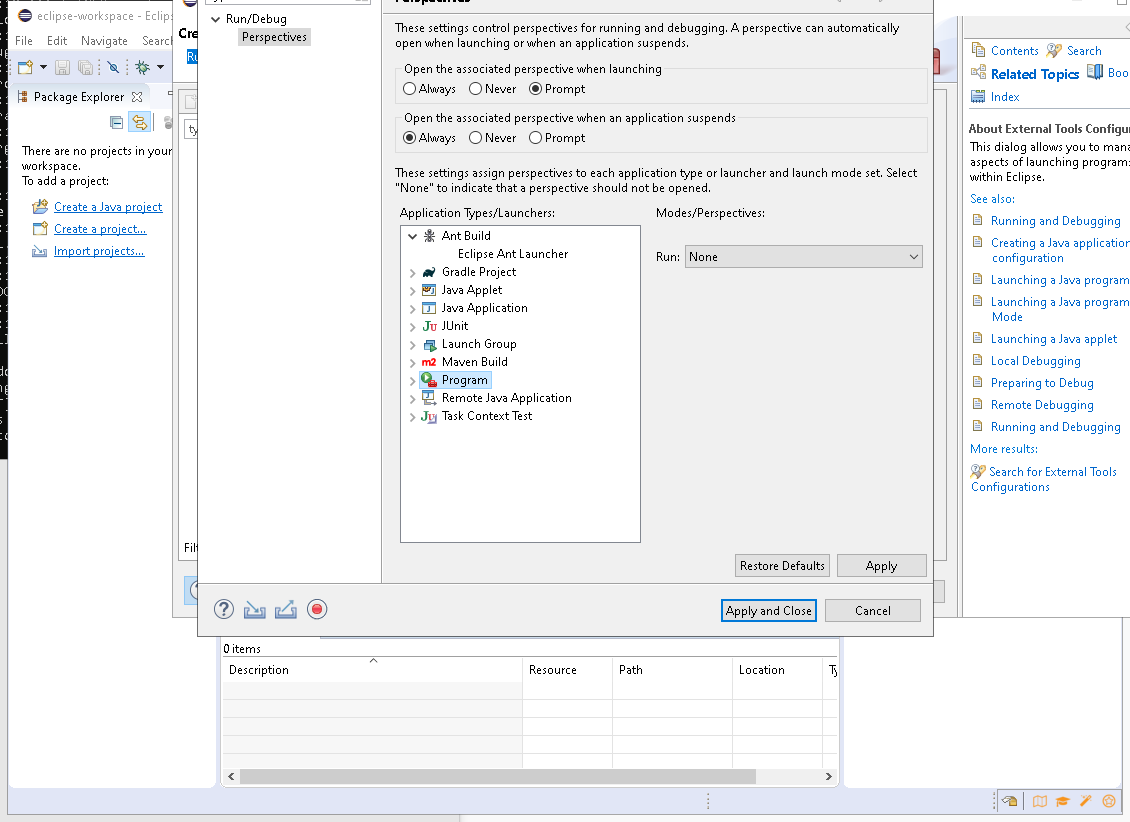 eclipse-workspace - Eclips
File Edit Navigate Search
Package Explorer
There are no projects in your
workspace.
To add a project:
Create a Java project
Create a project...
Import projects...
Cre
Ru
ty
Filt
Run/Debug
Perspectives
These settings control perspectives for running and debugging. A perspective can automatically
open when launching or when an application suspends.
Open the associated perspective when launching
Always Never Prompt
Open the associated perspective when an application suspends
Always Never Prompt
These settings assign perspectives to each application type or launcher and launch mode set. Select
"None" to indicate that a perspective should not be opened.
Application Types/Launchers:
Modes/Perspectives:
Ant Build
Eclipse Ant Launcher
Gradle Project
Java Applet
Java Application
JUnit
Launch Group
Maven Build
Program
Remote Java Application
Task Context Test
Run: None
Restore Defaults Apply
Apply and Close Cancel
Contents Search
Related Topics Boo
Index
About External Tools Configur
This dialog allows you to mana
aspects of launching program:
within Eclipse.
See also:
Running and Debugging
Creating a Java application
configuration
Launching a Java program
Launching a Java program
Mode
Launching a Java applet
Local Debugging
Preparing to Debug
Remote Debugging
Running and Debugging
More results:
Search for External Tools
Configurations
0 items
Description Resource Path Location Ty